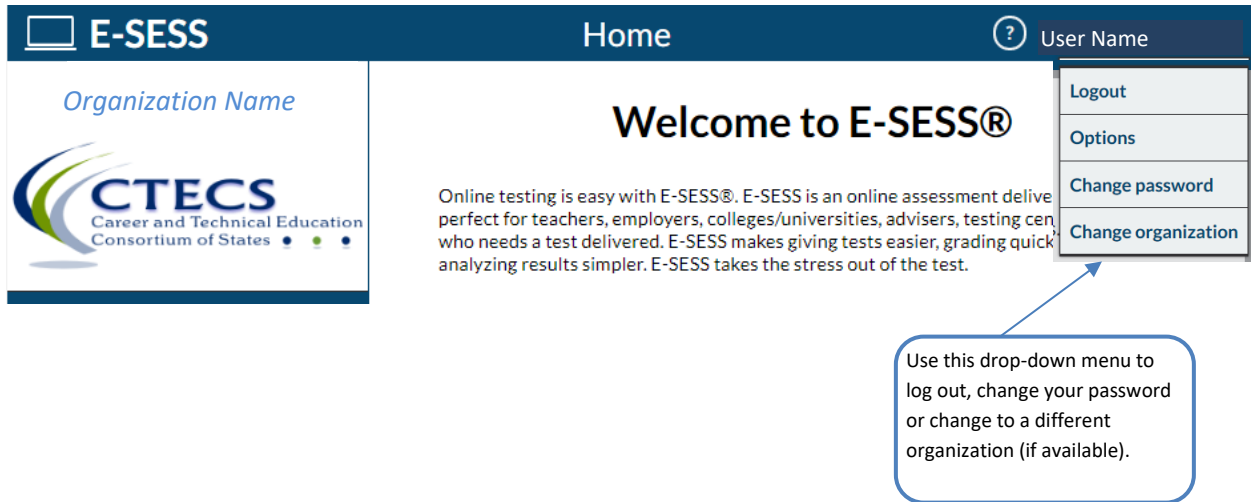 E-SESS
Home
?
User Name
Organization Name
CTECS
Career and Technical Education
Consortium of States
Logout
Options
Change password
Change organization
Welcome to E-SESS®
Online testing is easy with E-SESS®. E-SESS is an online assessment delive
perfect for teachers, employers, colleges/universities, advisers, testing cen
who needs a test delivered. E-SESS makes giving tests easier, grading quick
analyzing results simpler. E-SESS takes the stress out of the test.
Use this drop-down menu to
log out, change your password
or change to a different
organization (if available).